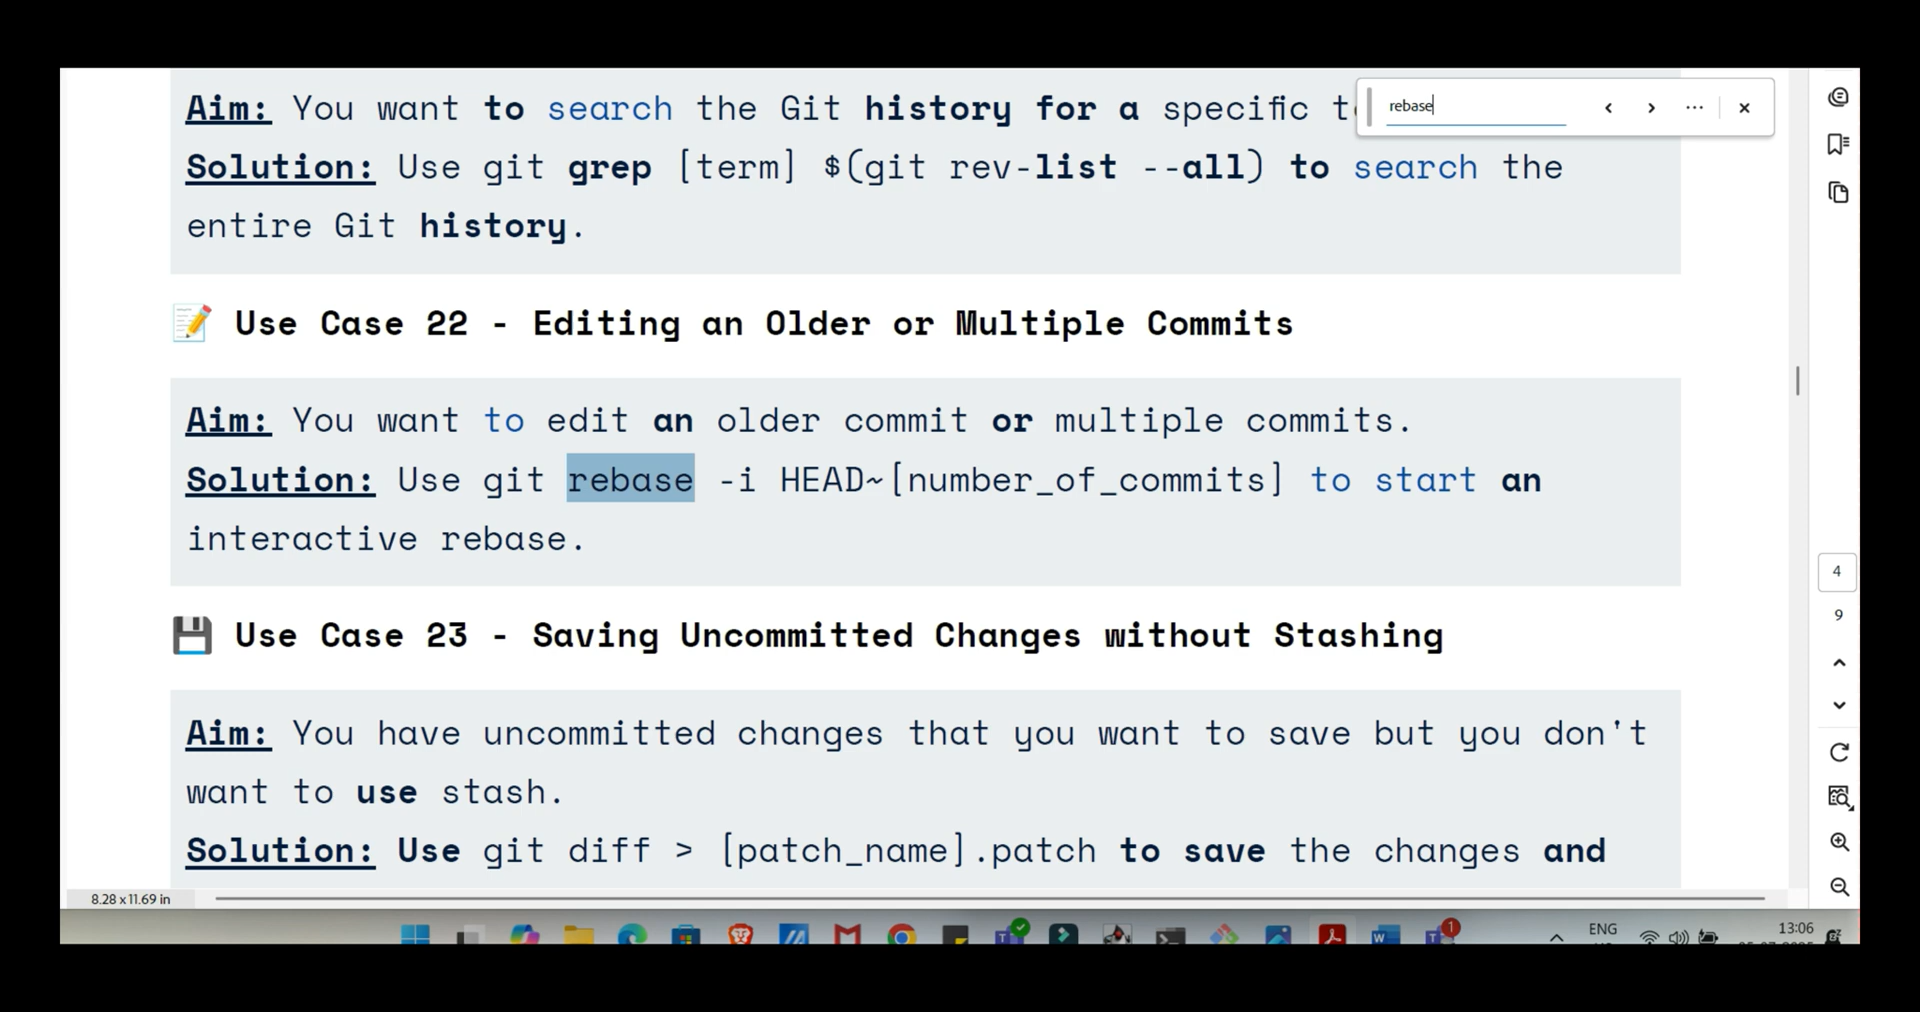 Aim: You want to search the Git history for a specific
rebase
Solution: Use git grep [term] $(git rev-list --all) to search the
entire Git history.
Use Case 22 - Editing an Older or Multiple Commits
Aim: You want to edit an older commit or multiple commits.
Solution: Use git rebase -i HEAD~[number_of_commits] to start an
interactive rebase.
4
9
Use Case 23 - Saving Uncommitted Changes without Stashing
Aim: You have uncommitted changes that you want to save but you don't
want to use stash.
Solution: Use git diff > [patch_name].patch to save the changes and
8.28 x 11.69 in
1
ENG
13:06